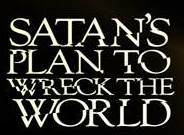 SATAN'S
PLAN TO
WRECK THE
WORLD